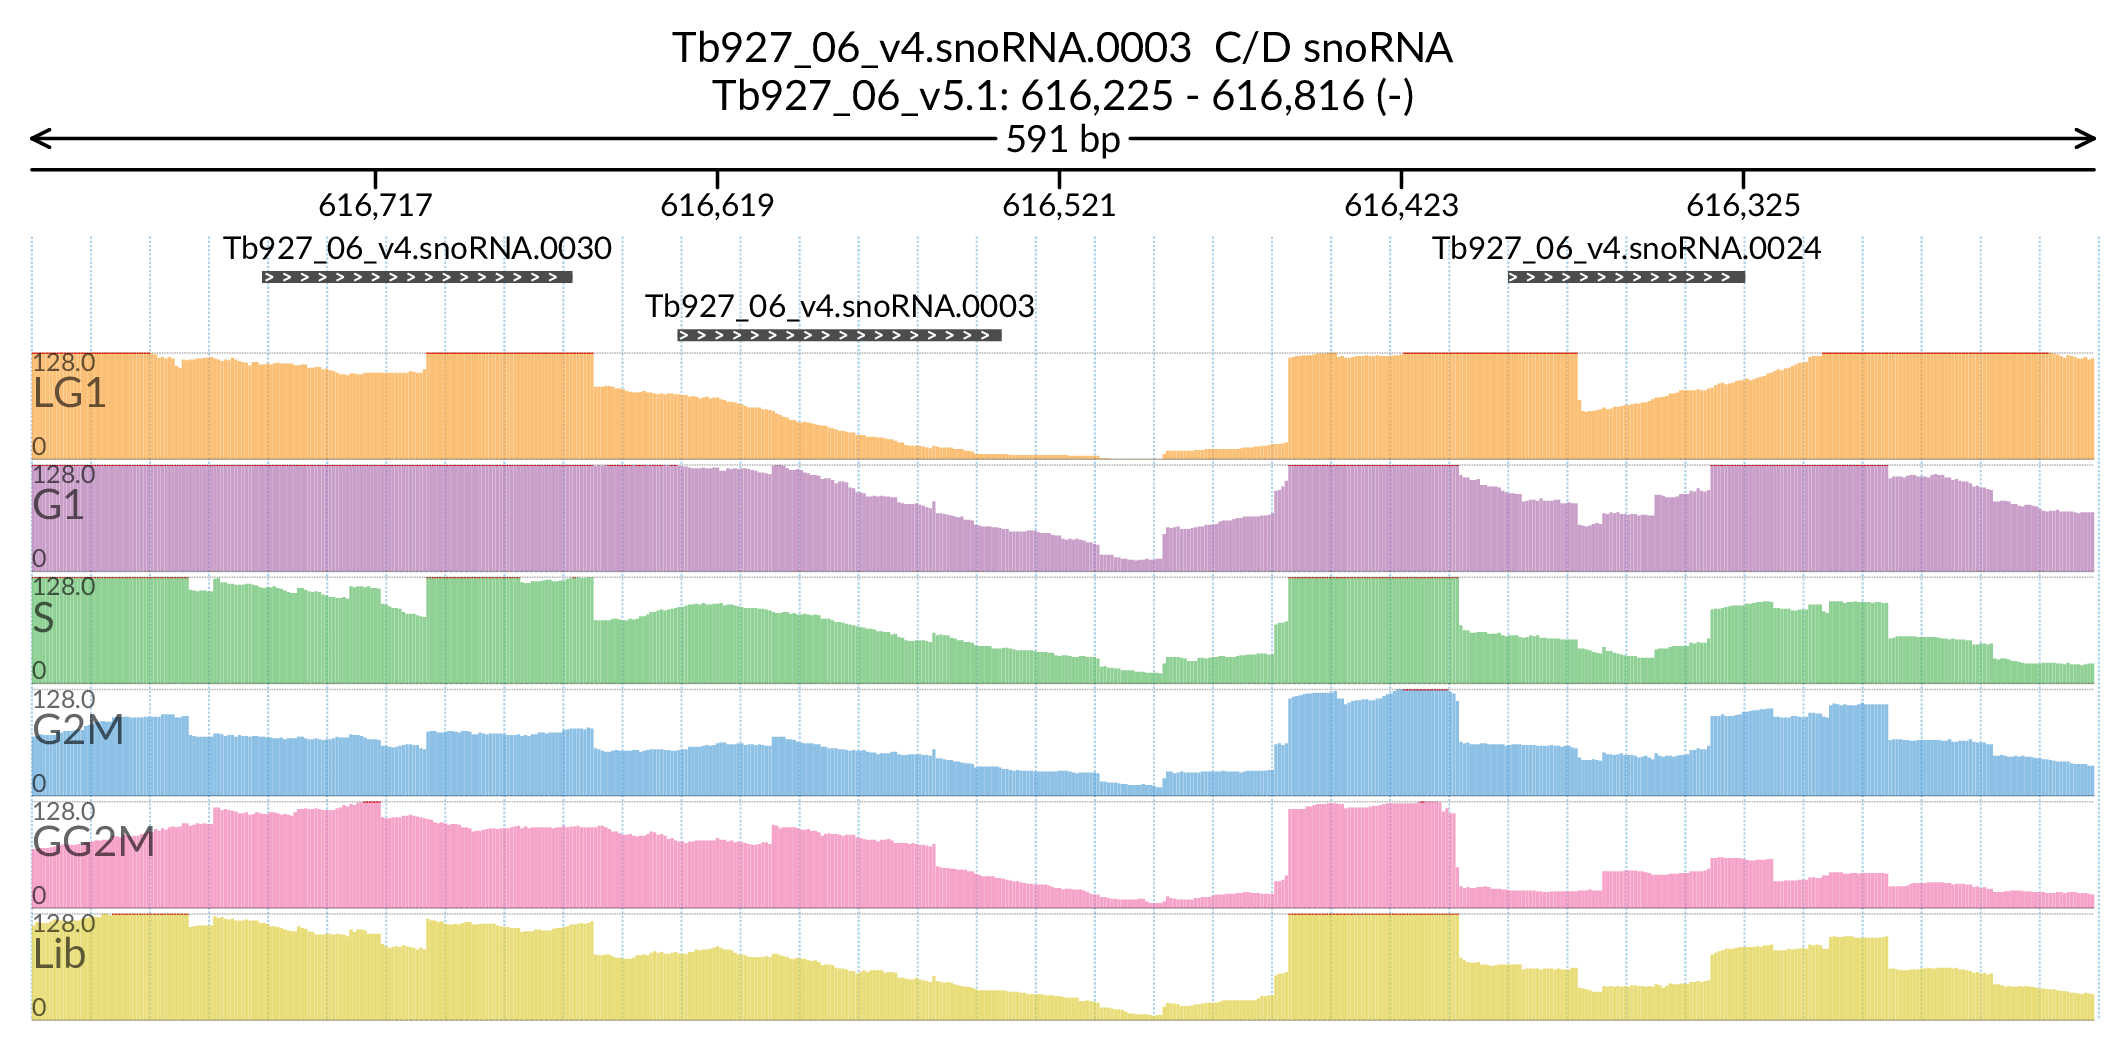 Tb927_06_v4.snoRNA.0003  C/D snoRNA
Tb927_06_v5.1: 616,225 - 616,816 (-)
591 bp
616,717 616,619 616,521 616,423 616,325
Tb927_06_v4.snoRNA.0030 Tb927_06_v4.snoRNA.0024
Tb927_06_v4.snoRNA.0003
128.0
LG1
0
128.0
G1
0
128.0
S
0
128.0
G2M
0
128.0
GG2M
0
128.0
Lib
0